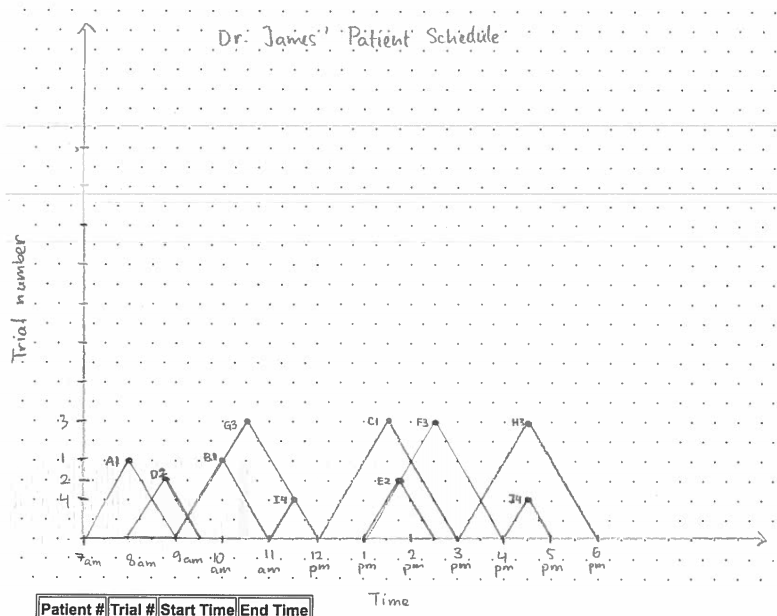 Dr. James' Patient Schedule
Trial number
3
1
2
4
A1
D2
G3
B1
I4
C1
E2
F3
H3
J4
7am
8am
9am
10 am
11 am
12 pm
1 pm
2 pm
3 pm
4 pm
5 pm
6 pm
Time
Patient # Trial # Start Time End Time